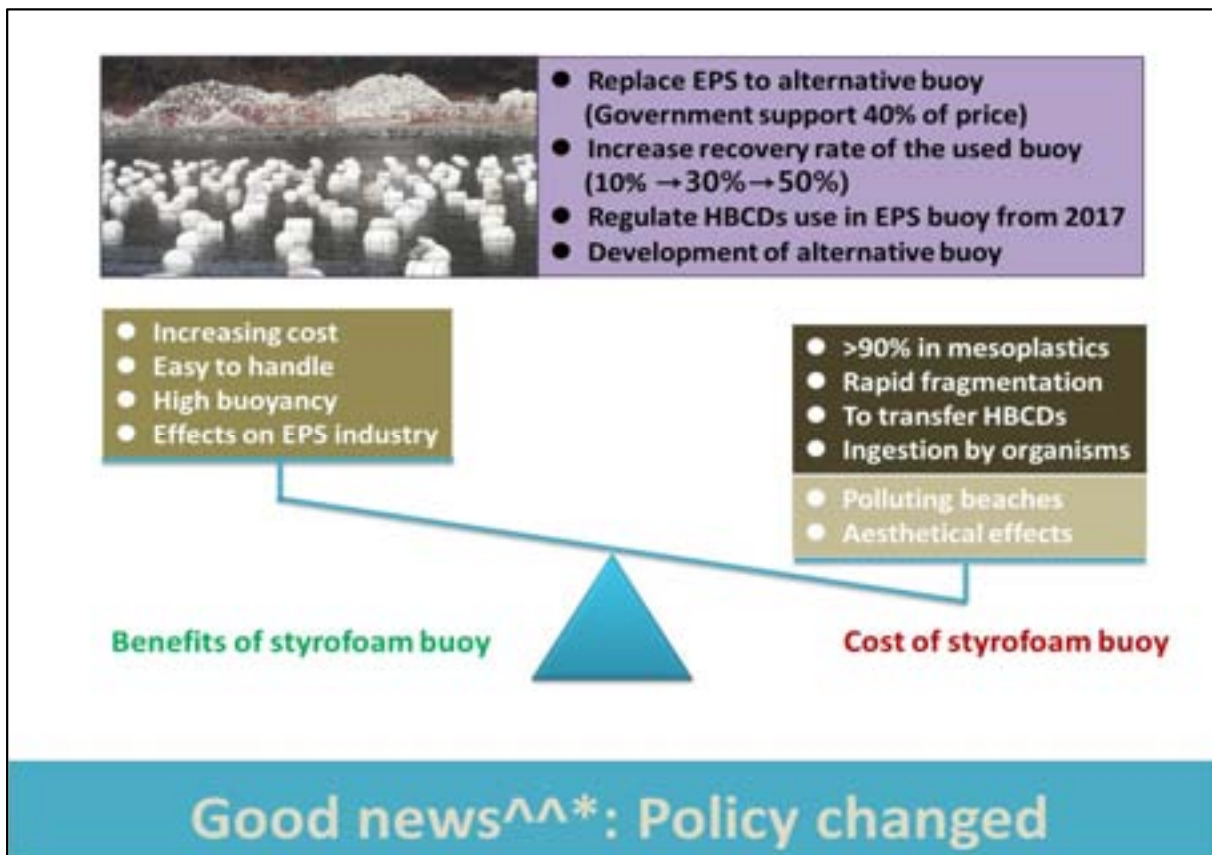 ● Replace EPS to alternative buoy
(Government support 40% of price)
● Increase recovery rate of the used buoy
(10% →30%→50%)
● Regulate HBCDs use in EPS buoy from 2017
● Development of alternative buoy
● Increasing cost
● Easy to handle
● High buoyancy
● Effects on EPS industry
● >90% in mesoplastics
● Rapid fragmentation
● To transfer HBCDs
● Ingestion by organisms
● Polluting beaches
● Aesthetical effects
Benefits of styrofoam buoy
Cost of styrofoam buoy
Good news^^*: Policy changed